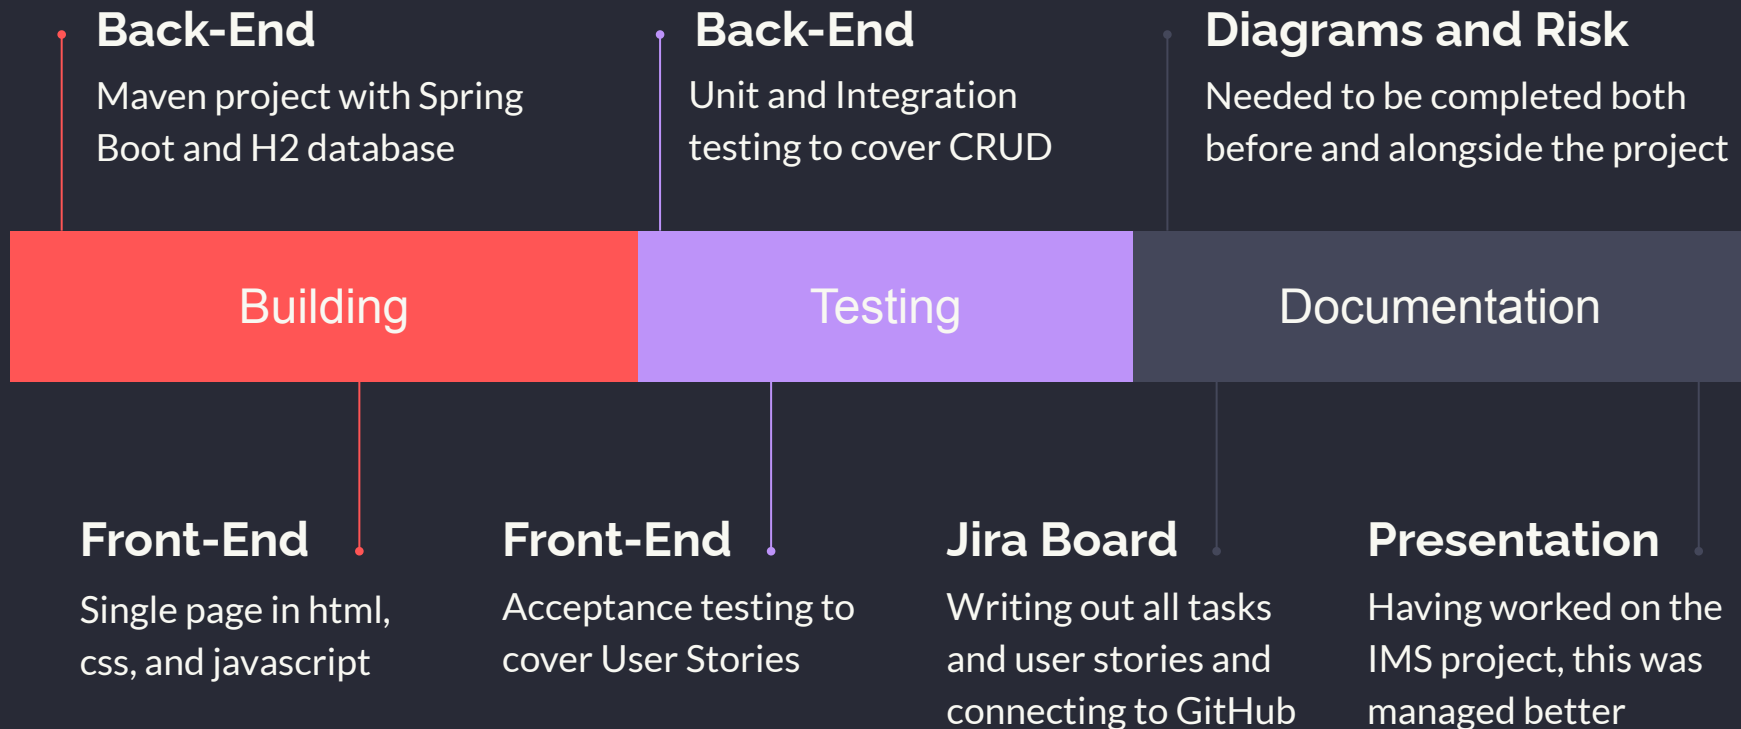 Back-End
Maven project with Spring
Boot and H2 database
Back-End
Unit and Integration
testing to cover CRUD
Diagrams and Risk
Needed to be completed both
before and alongside the project
Building
Testing
Documentation
Front-End
Single page in html,
css, and javascript
Front-End
Acceptance testing to
cover User Stories
Jira Board
Writing out all tasks
and user stories and
connecting to GitHub
Presentation
Having worked on the
IMS project, this was
managed better